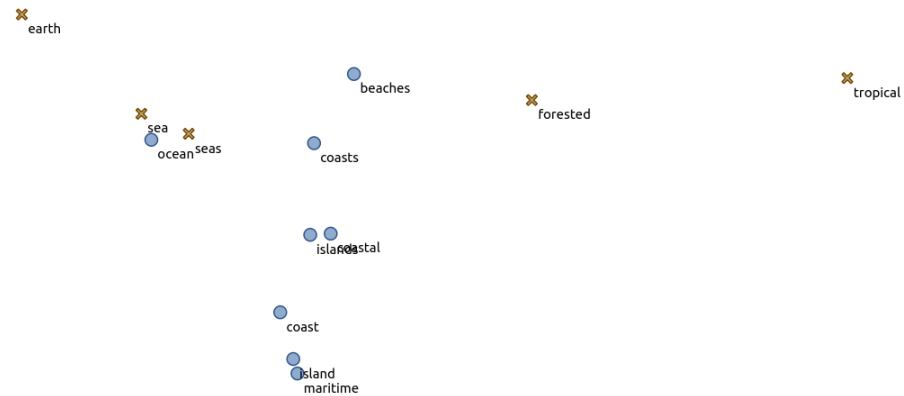 earth
beaches
tropical
forested
sea
ocean
seas
coasts
islands
coastal
coast
island
maritime